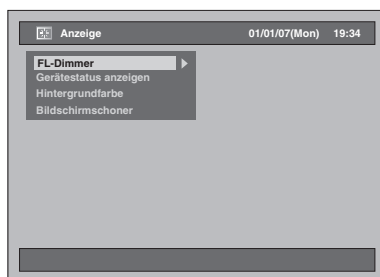 Anzeige 01/01/07(Mon) 19:34
FL-Dimmer
Gerätestatus anzeigen
Hintergrundfarbe
Bildschirmschoner